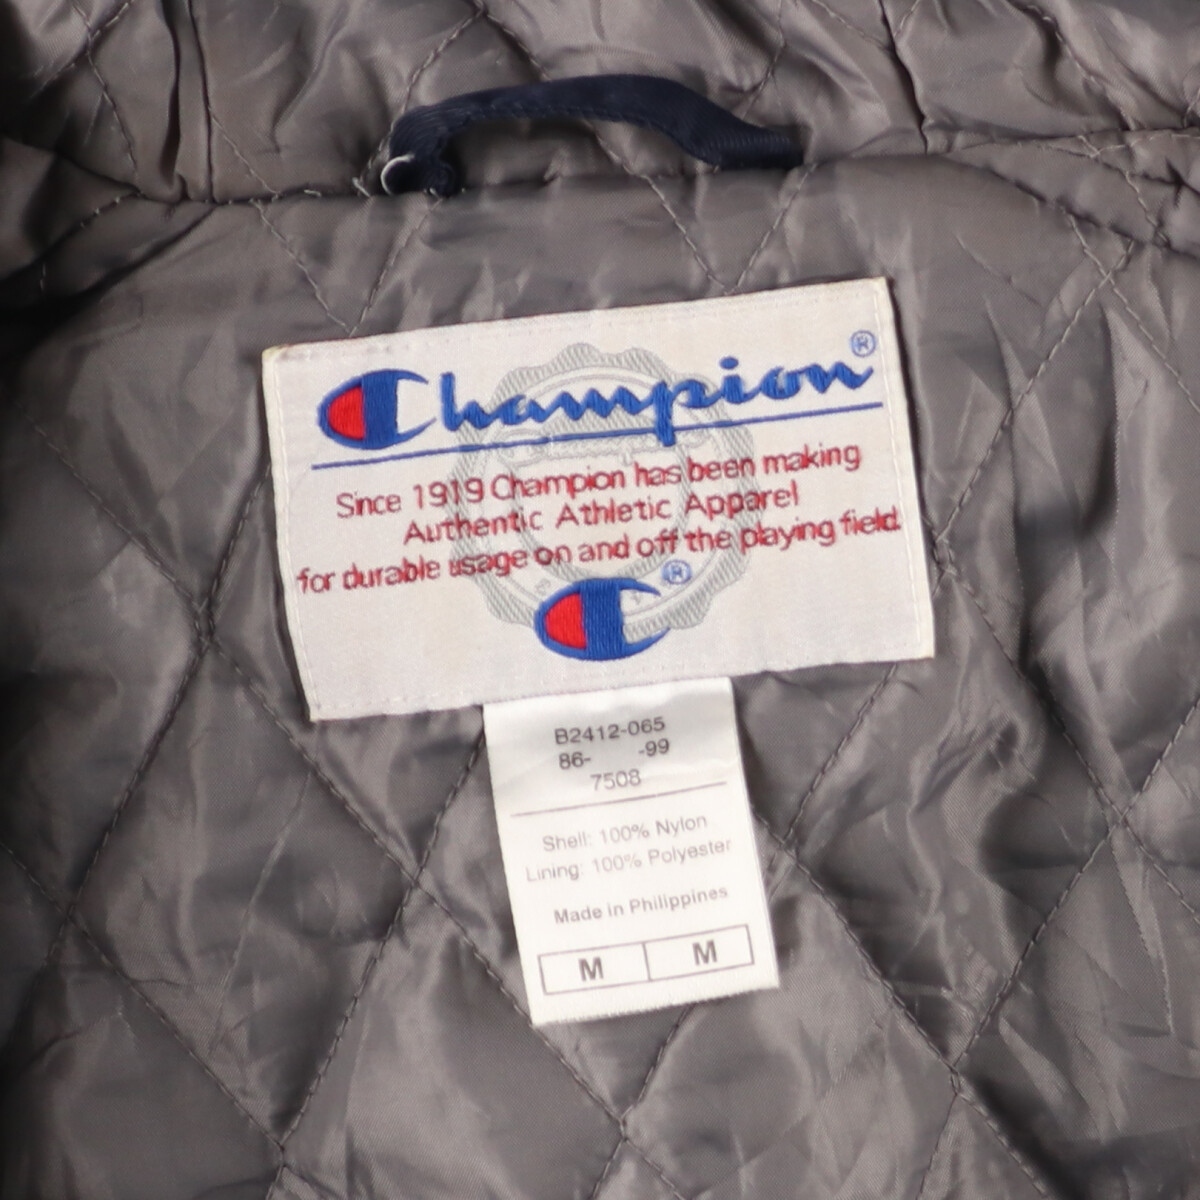 Champion®
Since 1919 Champion has been making
Authentic Athletic Apparel
for durable usage on and off the playing field.
®
B2412-065
86- -99
7508
Shell: 100% Nylon
Lining: 100% Polyester
Made in Philippines
M M